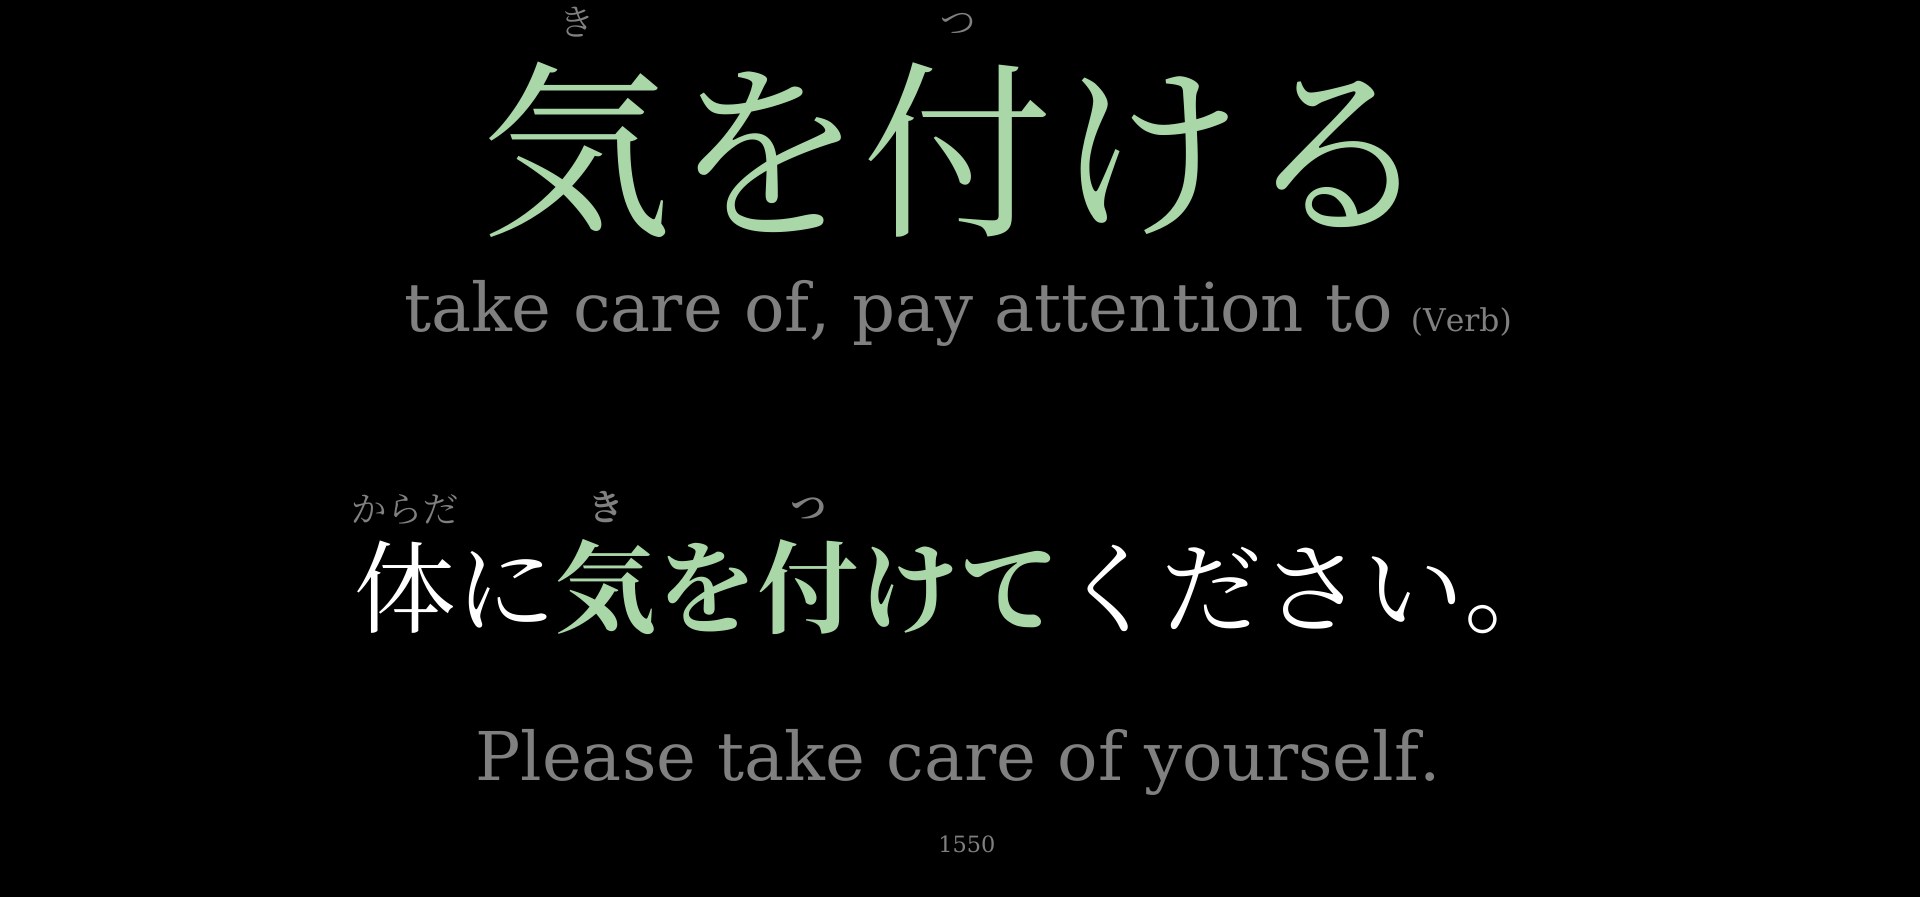 き つ
気を付ける
take care of, pay attention to (Verb)
からだ き つ
体に気を付けてください。
Please take care of yourself.
1550